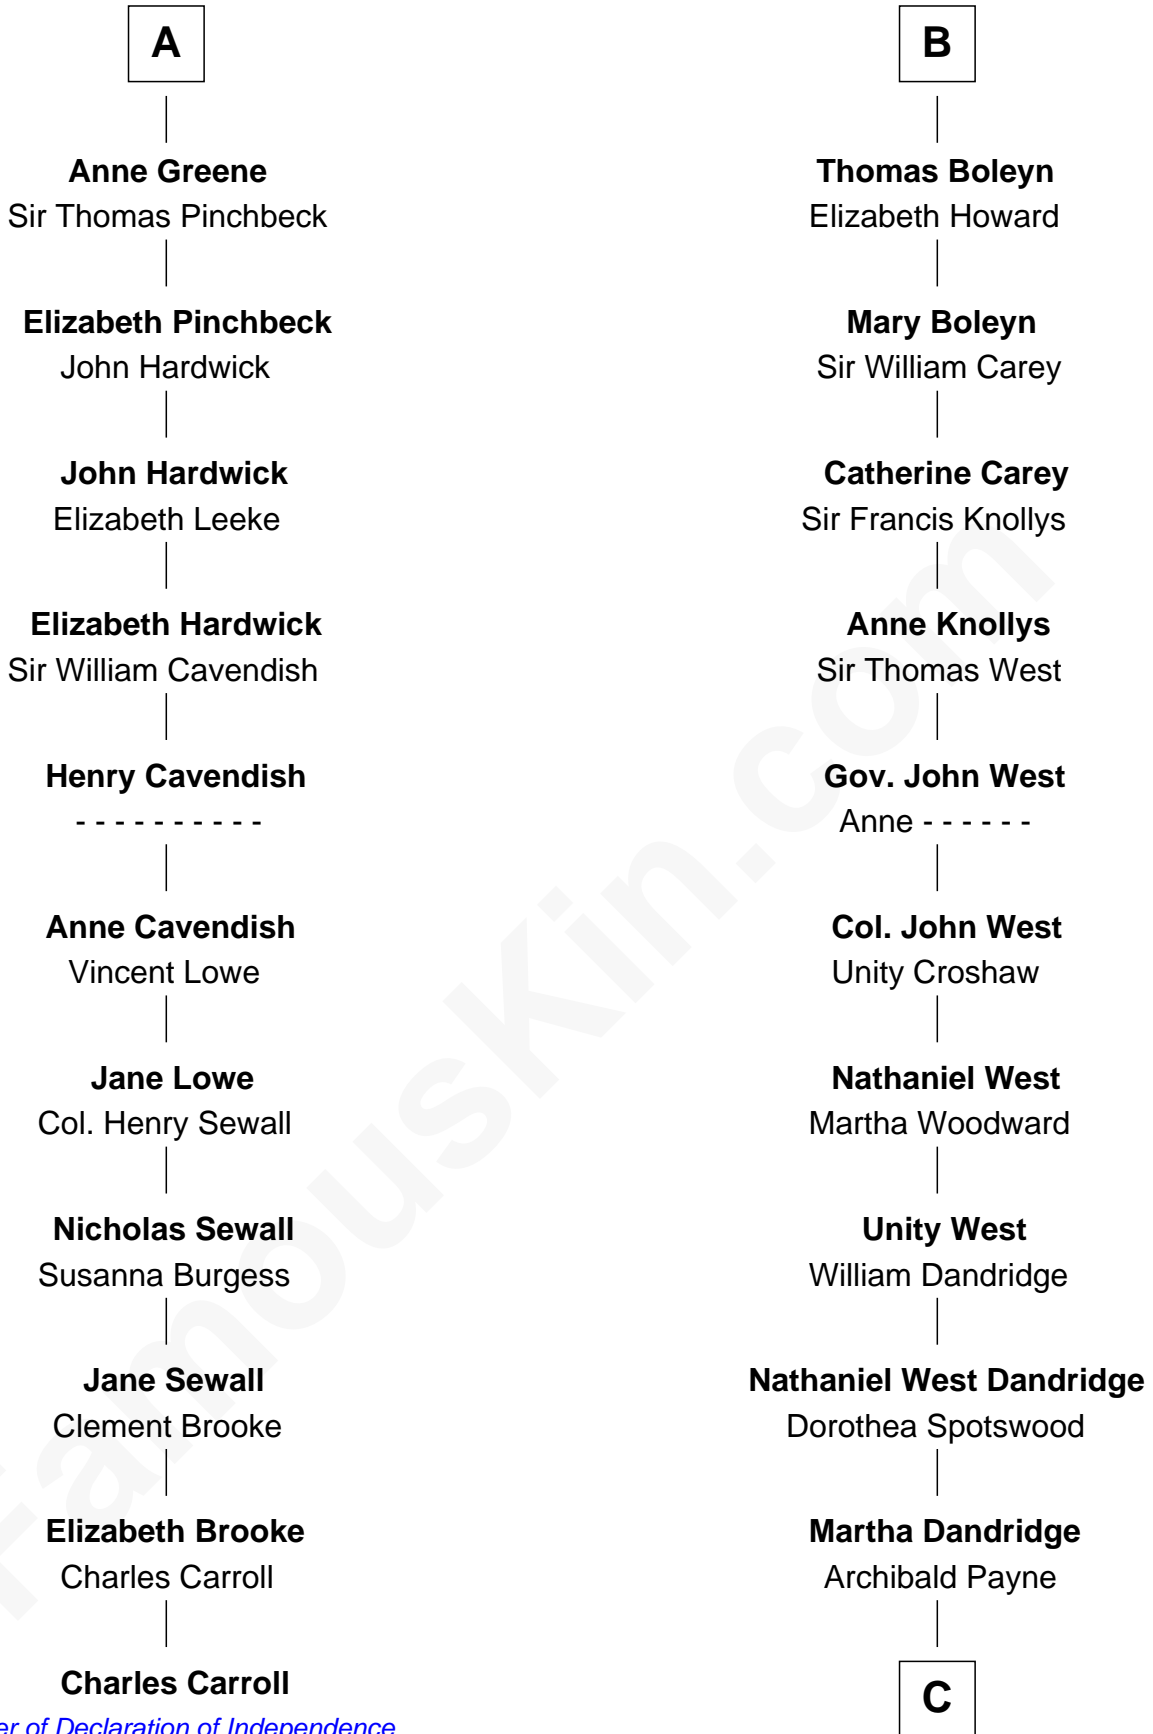 A
Anne Greene
Sir Thomas Pinchbeck
Elizabeth Pinchbeck
John Hardwick
John Hardwick
Elizabeth Leeke
Elizabeth Hardwick
Sir William Cavendish
Henry Cavendish
- - - - - - - - - -
Anne Cavendish
Vincent Lowe
Jane Lowe
Col. Henry Sewall
Nicholas Sewall
Susanna Burgess
Jane Sewall
Clement Brooke
Elizabeth Brooke
Charles Carroll
Charles Carroll
er of Declaration of Independence
B
Thomas Boleyn
Elizabeth Howard
Mary Boleyn
Sir William Carey
Catherine Carey
Sir Francis Knollys
Anne Knollys
Sir Thomas West
Gov. John West
Anne - - - - - -
Col. John West
Unity Croshaw
Nathaniel West
Martha Woodward
Unity West
William Dandridge
Nathaniel West Dandridge
Dorothea Spotswood
Martha Dandridge
Archibald Payne
C
FamousKin.com